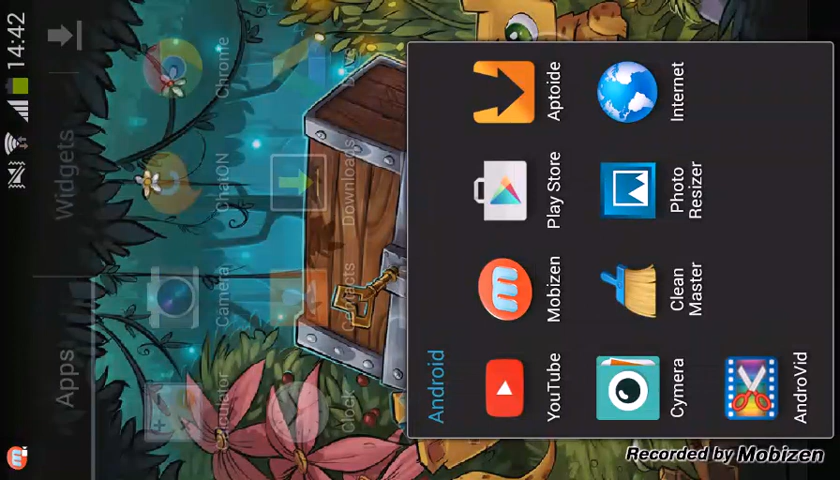 14:42
Apps
Widgets
Calculator
Camera
ChatON
Chrome
Clock
Contacts
Downloads
Android
YouTube
Mobizen
Play Store
Aptoide
Cymera
Clean
Master
Photo
Resizer
Internet
AndroVid
Recorded by Mobizen